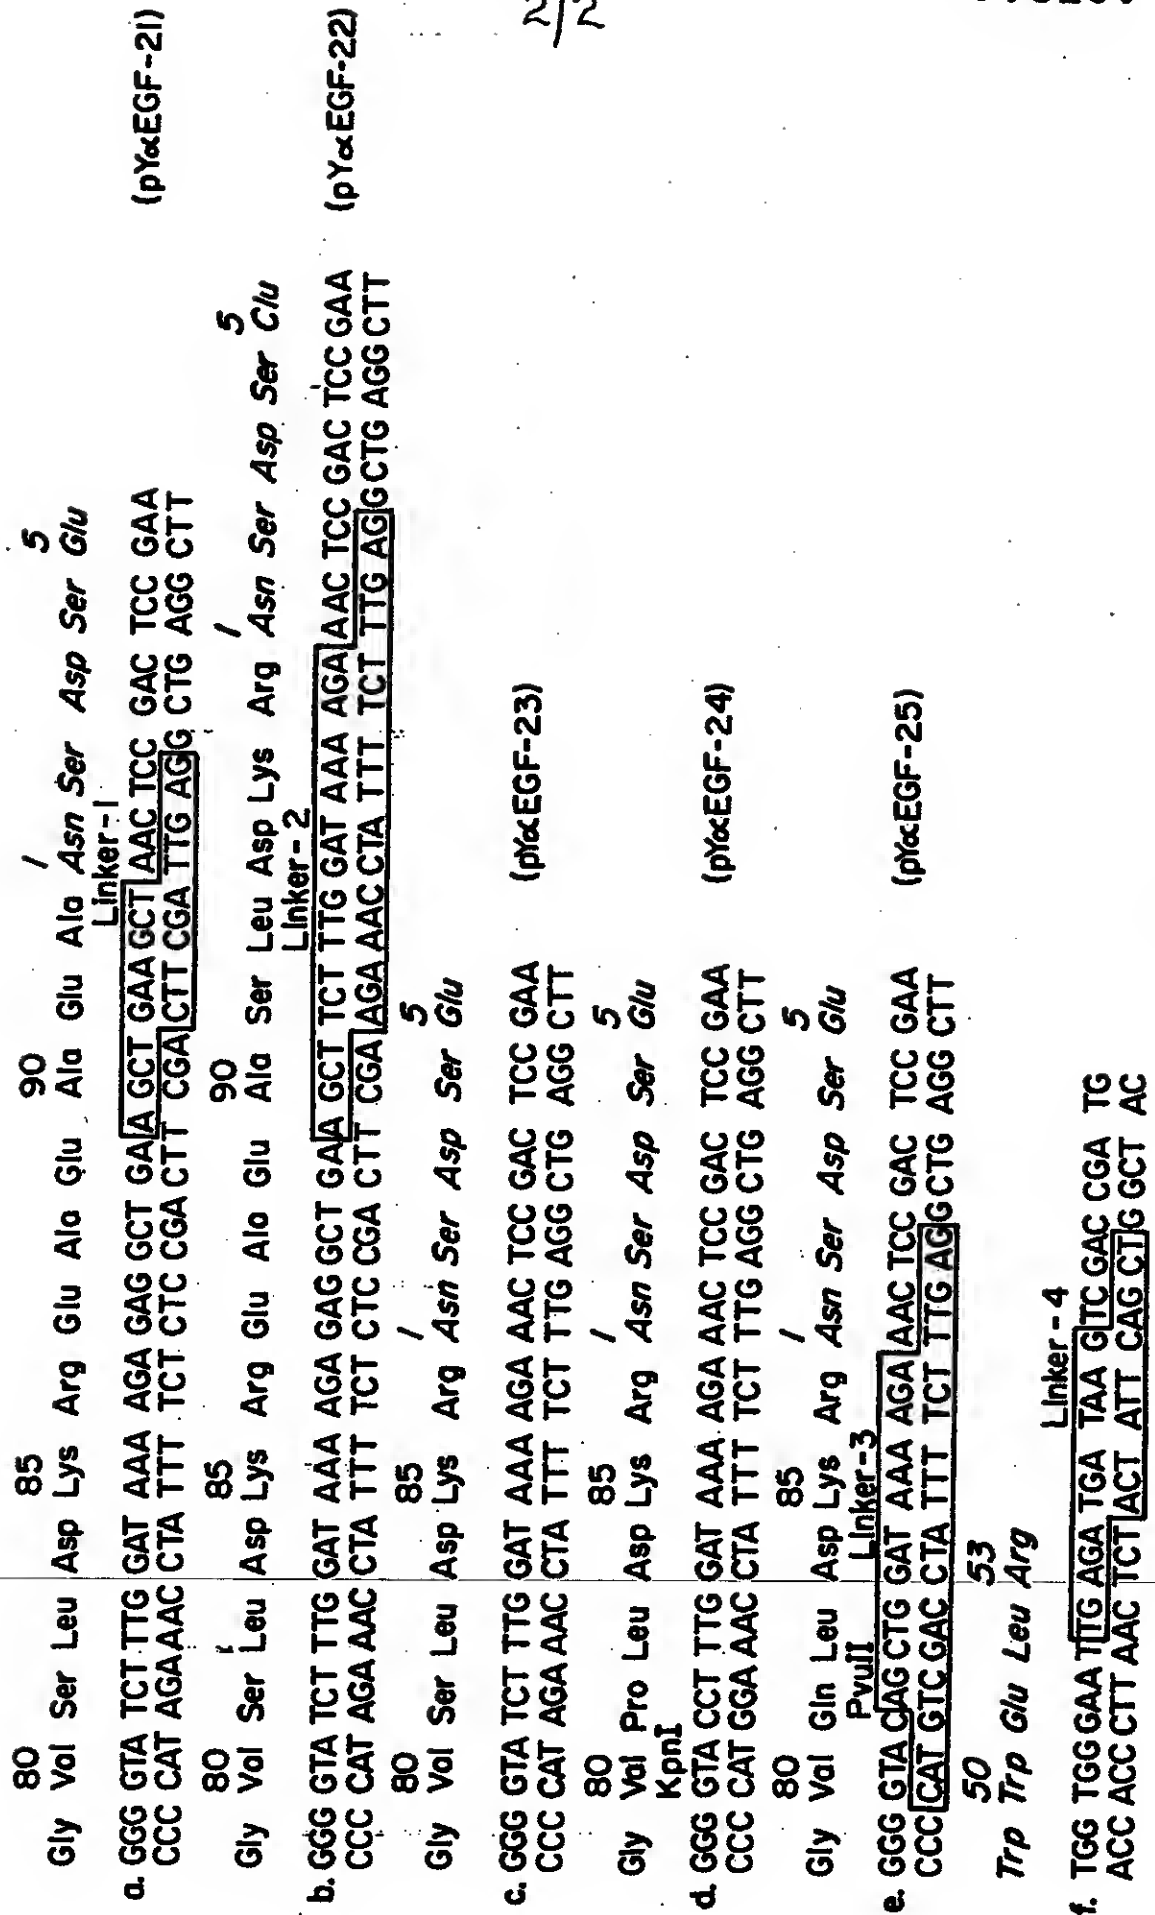 2/2
80 85 90 1 5
Gly Val Ser Leu Asp Lys Arg Glu Ala Glu Ala Glu Ala Asn Ser Asp Ser Glu
Linker-1
a. GGG GTA TCT TTG GAT AAA AGA GAG GCT GAA GCT GAA GCT AAC TCC GAC TCC GAA
CCC CAT AGA AAC CTA TTT TCT CTC CGA CTT CGA CTT CGA TTG AGG CTG AGG CTT
(pYαEGF-21)
80 85 90 1 5
Gly Val Ser Leu Asp Lys Arg Glu Ala Glu Ala Ser Leu Asp Lys Arg Asn Ser Asp Ser Clu
Linker-2
b. GGG GTA TCT TTG GAT AAA AGA GAG GCT GAA GCT TCT TTG GAT AAA AGA AAC TCC GAC TCC GAA
CCC CAT AGA AAC CTA TTT TCT CTC CGA CTT CGA AGA AAC CTA TTT TCT TTG AGG CTG AGG CTT
(pYαEGF-22)
80 85 1 5
Gly Val Ser Leu Asp Lys Arg Asn Ser Asp Ser Glu
c. GGG GTA TCT TTG GAT AAA AGA AAC TCC GAC TCC GAA
CCC CAT AGA AAC CTA TTT TCT TTG AGG CTG AGG CTT
(pYαEGF-23)
80 85 1 5
Gly Val Pro Leu Asp Lys Arg Asn Ser Asp Ser Glu
KpnI
d. GGG GTA CCT TTG GAT AAA AGA AAC TCC GAC TCC GAA
CCC CAT GGA AAC CTA TTT TCT TTG AGG CTG AGG CTT
(pYαEGF-24)
80 85 1 5
Gly Val Gln Leu Asp Lys Arg Asn Ser Asp Ser Glu
PvuII Linker-3
e. GGG GTA CAG CTG GAT AAA AGA AAC TCC GAC TCC GAA
CCC CAT GTC GAC CTA TTT TCT TTG AGG CTG AGG CTT
(pYαEGF-25)
50 53
Trp Trp Glu Leu Arg
Linker-4
f. TGG TGG GAA TTG AGA TGA TAA GTC GAC CGA TG
ACC ACC CTT AAC TCT ACT ATT CAG CTG GCT AC